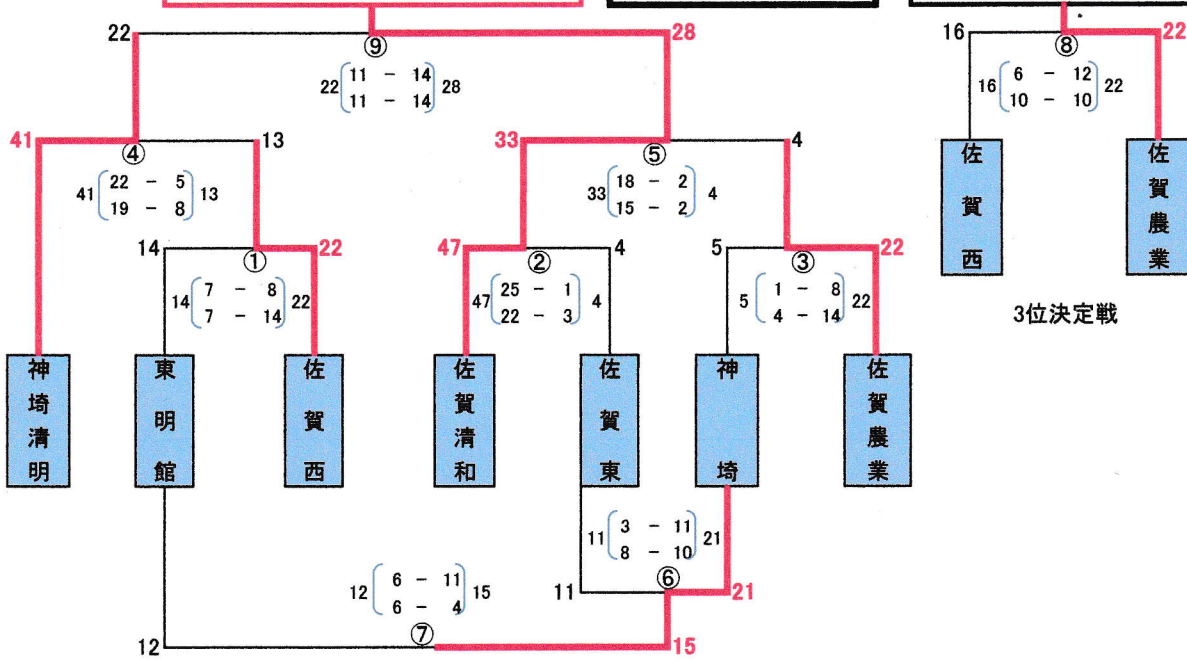 22 28 16 22
⑨ ⑧
22 11 - 14 28
11 - 14
16 6 - 12 22
10 - 10
41 13 33 4
④ ⑤
41 22 - 5 13
19 - 8
33 18 - 2 4
15 - 2
佐賀西
佐賀農業
14 22 47 4 5 22
① ② ③
14 7 - 8 22
7 - 14
47 25 - 1 4
22 - 3
5 1 - 8 22
4 - 14
3位決定戦
神埼清明
東明館
佐賀西
佐賀清和
佐賀東
神埼
佐賀農業
11 3 - 11 21
8 - 10
⑥
11 21
12 6 - 11 15
6 - 4
⑦
12 15